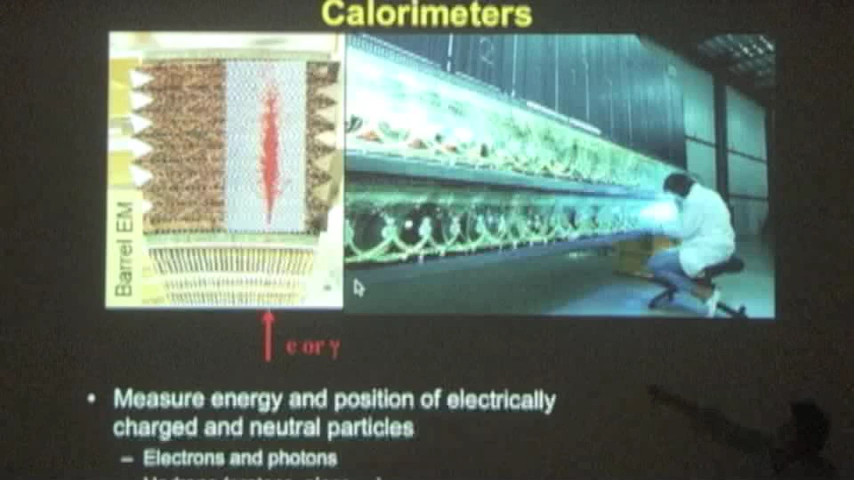 Calorimeters
Barrel EM
e or γ
• Measure energy and position of electrically
charged and neutral particles
– Electrons and photons